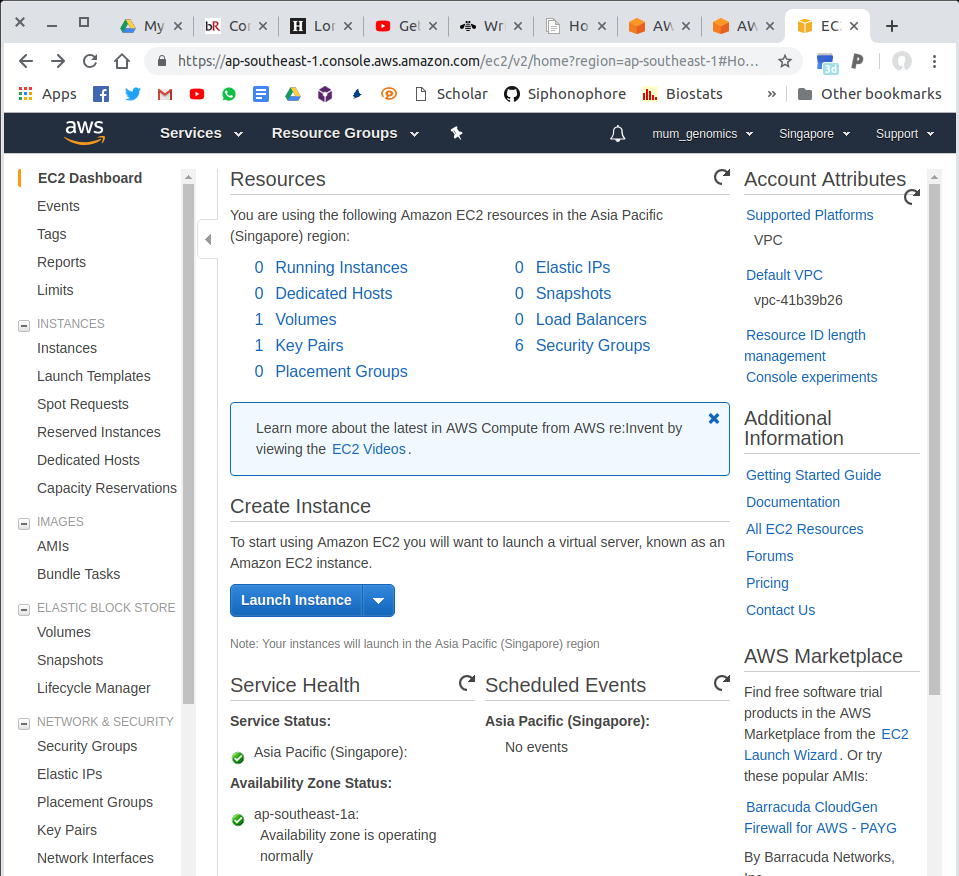 My
Co
Lor
Get
Wr
Ho
AW
AW
EC2
https://ap-southeast-1.console.aws.amazon.com/ec2/v2/home?region=ap-southeast-1#Ho...
3d
Apps
Scholar
Siphonophore
Biostats
»
Other bookmarks
aws
Services
Resource Groups
mum_genomics
Singapore
Support
EC2 Dashboard
Events
Tags
Reports
Limits
INSTANCES
Instances
Launch Templates
Spot Requests
Reserved Instances
Dedicated Hosts
Capacity Reservations
IMAGES
AMIs
Bundle Tasks
ELASTIC BLOCK STORE
Volumes
Snapshots
Lifecycle Manager
NETWORK & SECURITY
Security Groups
Elastic IPs
Placement Groups
Key Pairs
Network Interfaces
Resources
You are using the following Amazon EC2 resources in the Asia Pacific
(Singapore) region:
0 Running Instances
0 Elastic IPs
0 Dedicated Hosts
0 Snapshots
1 Volumes
0 Load Balancers
1 Key Pairs
6 Security Groups
0 Placement Groups
Learn more about the latest in AWS Compute from AWS re:Invent by
viewing the EC2 Videos.
Create Instance
To start using Amazon EC2 you will want to launch a virtual server, known as an
Amazon EC2 instance.
Launch Instance
Note: Your instances will launch in the Asia Pacific (Singapore) region
Service Health
Service Status:
Asia Pacific (Singapore):
Availability Zone Status:
ap-southeast-1a:
Availability zone is operating
normally
Scheduled Events
Asia Pacific (Singapore):
No events
Account Attributes
Supported Platforms
VPC
Default VPC
vpc-41b39b26
Resource ID length
management
Console experiments
Additional
Information
Getting Started Guide
Documentation
All EC2 Resources
Forums
Pricing
Contact Us
AWS Marketplace
Find free software trial
products in the AWS
Marketplace from the EC2
Launch Wizard. Or try
these popular AMIs:
Barracuda CloudGen
Firewall for AWS - PAYG
By Barracuda Networks,